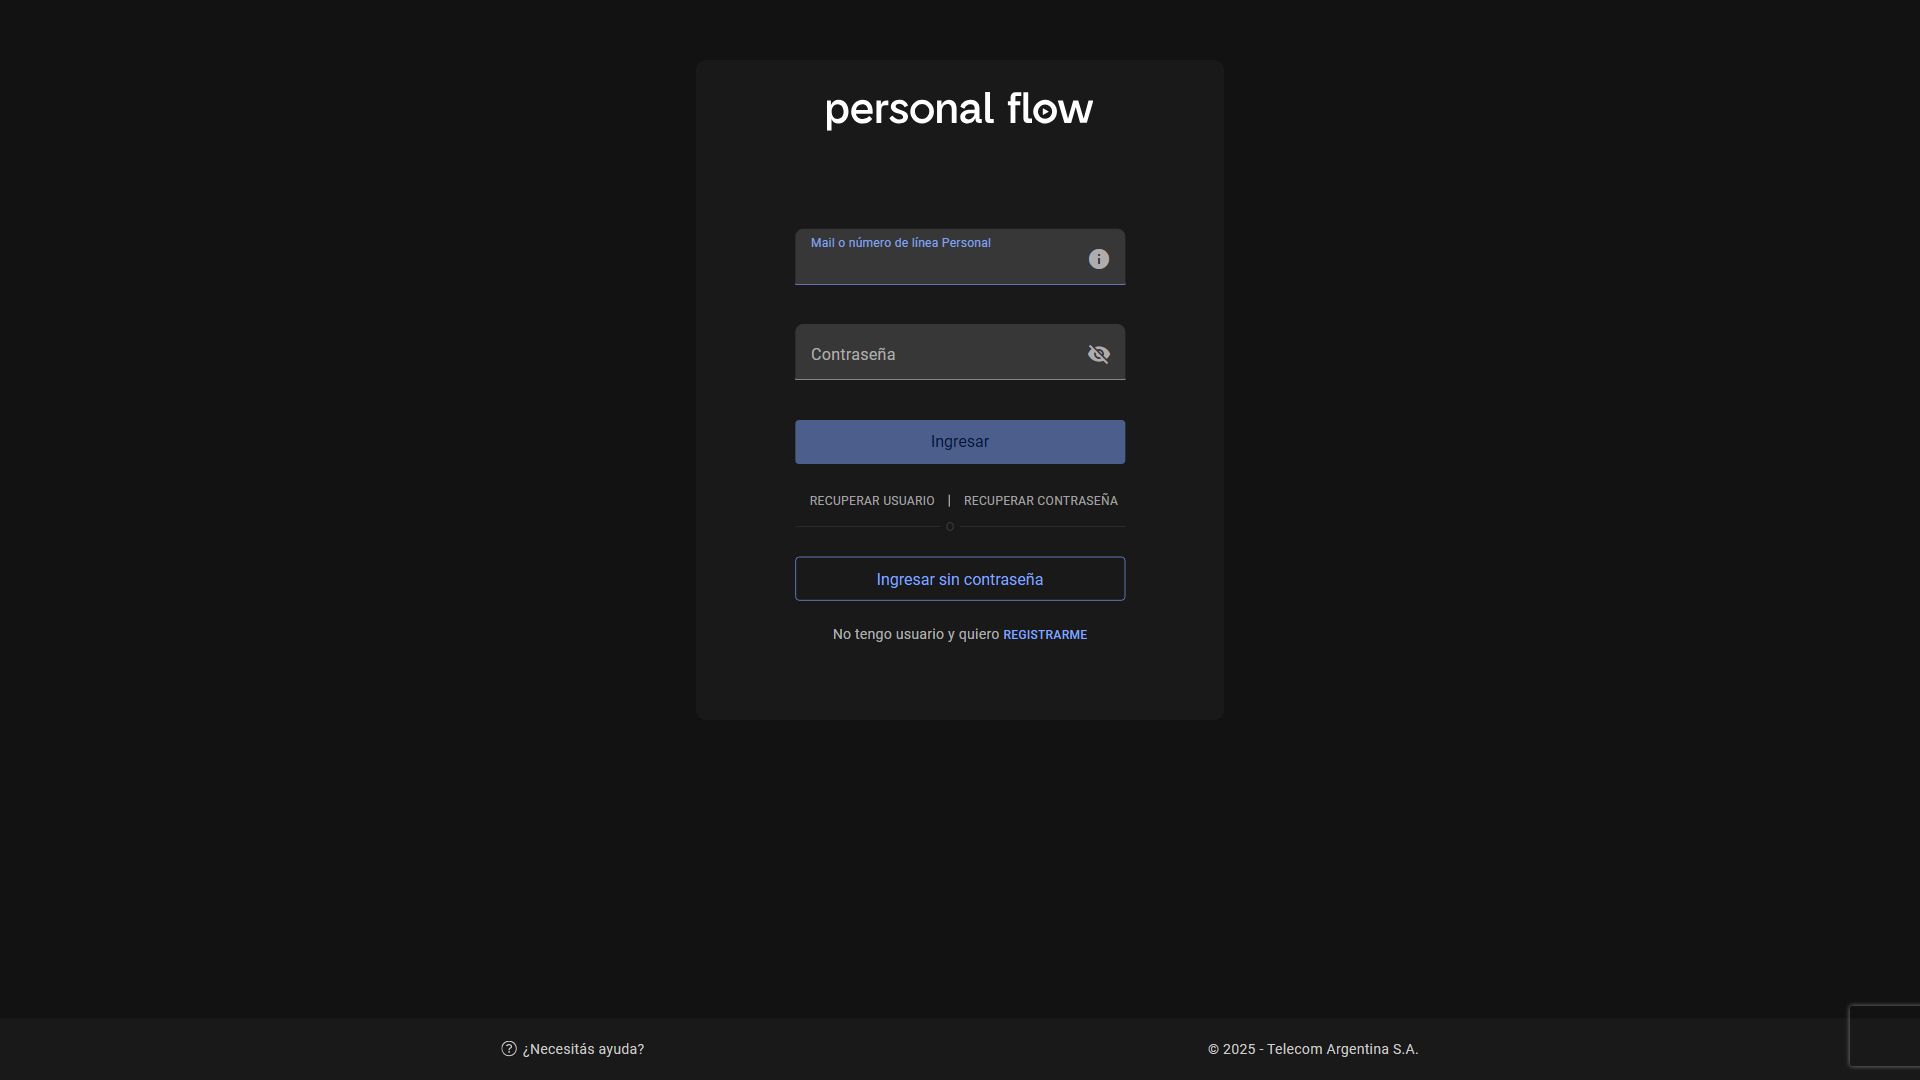 personal flow
Mail o número de línea Personal
Contraseña
Ingresar
RECUPERAR USUARIO | RECUPERAR CONTRASEÑA
O
Ingresar sin contraseña
No tengo usuario y quiero REGISTRARME
¿Necesitás ayuda?
© 2025 - Telecom Argentina S.A.